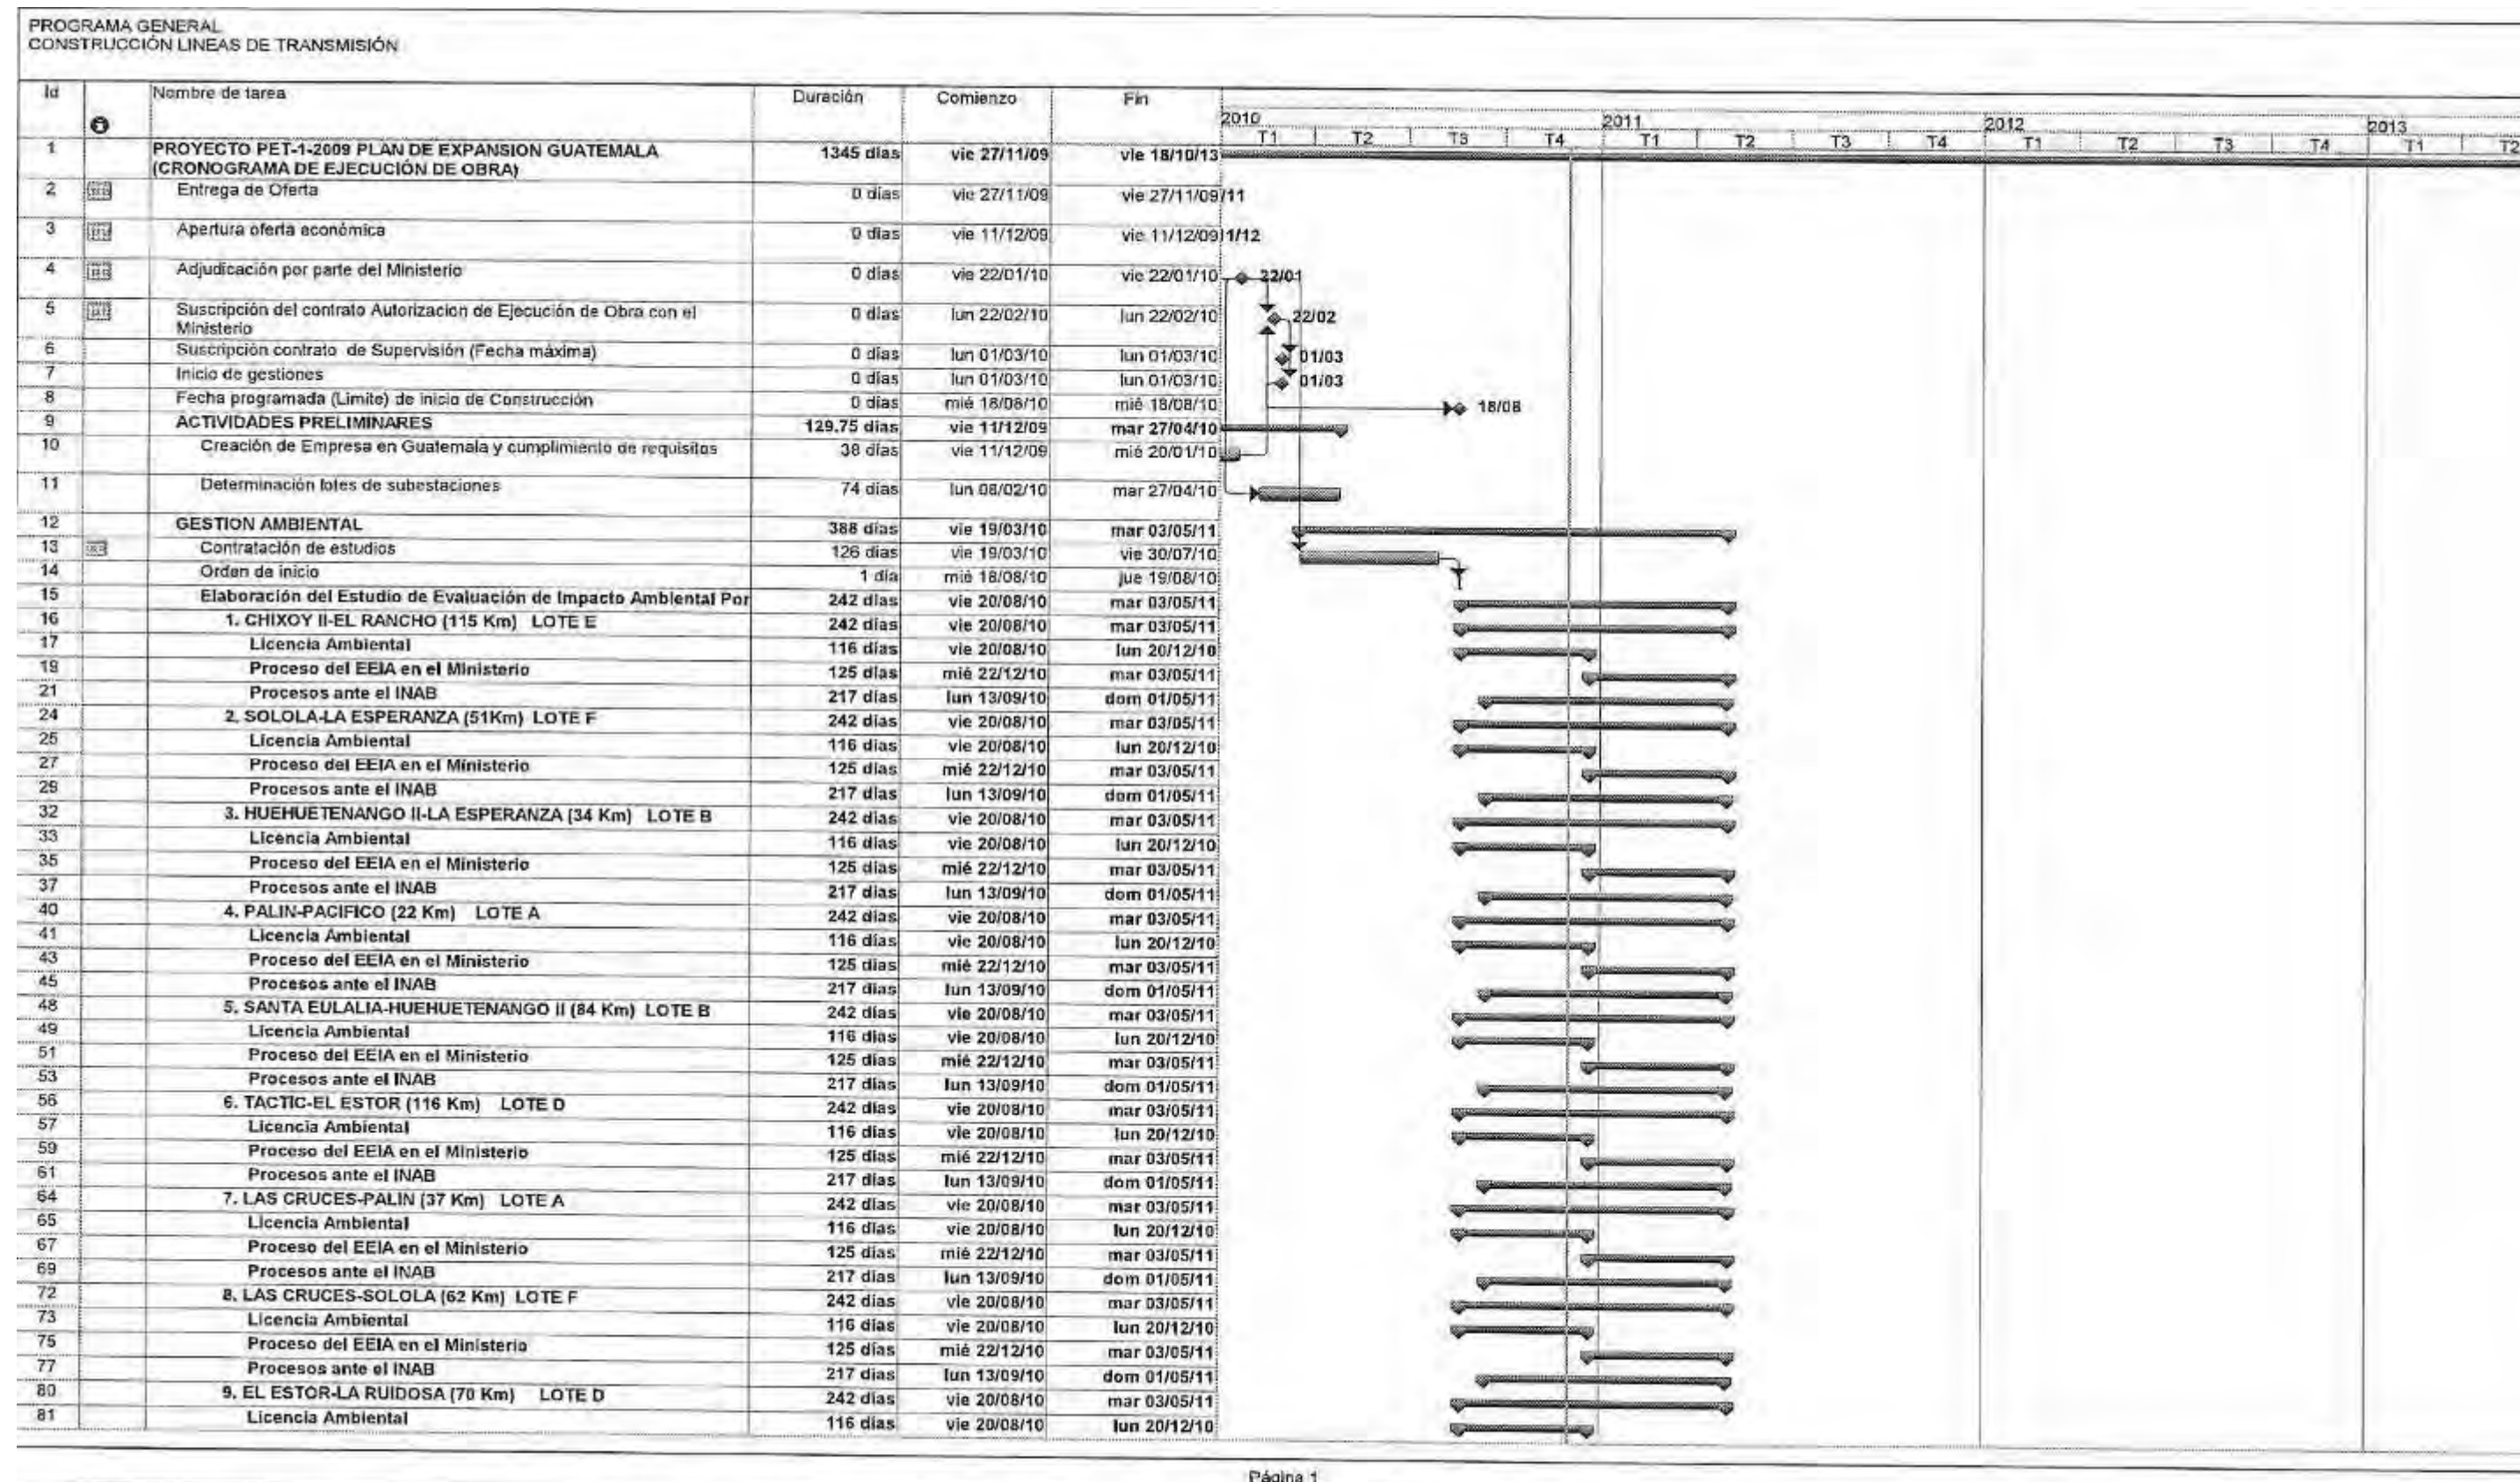 PROGRAMA GENERAL
CONSTRUCCIÓN LINEAS DE TRANSMISIÓN
Id Nombre de tarea Duración Comienzo Fin
2010 2011 2012 2013
T1 T2 T3 T4 T1 T2 T3 T4 T1 T2 T3 T4 T1 T2
1 PROYECTO PET-1-2009 PLAN DE EXPANSION GUATEMALA (CRONOGRAMA DE EJECUCIÓN DE OBRA) 1345 días vie 27/11/09 vie 18/10/13
2 Entrega de Oferta 0 días vie 27/11/09 vie 27/11/09 /11
3 Apertura oferta económica 0 días vie 11/12/09 vie 11/12/09 1/12
4 Adjudicación por parte del Ministerio 0 días vie 22/01/10 vie 22/01/10 22/01
5 Suscripción del contrato Autorizacion de Ejecución de Obra con el Ministerio 0 días lun 22/02/10 lun 22/02/10 22/02
6 Suscripción contrato de Supervisión (Fecha máxima) 0 días lun 01/03/10 lun 01/03/10 01/03
7 Inicio de gestiones 0 días lun 01/03/10 lun 01/03/10 01/03
8 Fecha programada (Limite) de inicio de Construcción 0 días mié 18/08/10 mié 18/08/10 18/08
9 ACTIVIDADES PRELIMINARES 129.75 días vie 11/12/09 mar 27/04/10
10 Creación de Empresa en Guatemala y cumplimiento de requisitos 38 días vie 11/12/09 mié 20/01/10
11 Determinación lotes de subestaciones 74 días lun 08/02/10 mar 27/04/10
12 GESTION AMBIENTAL 388 días vie 19/03/10 mar 03/05/11
13 Contratación de estudios 126 días vie 19/03/10 vie 30/07/10
14 Orden de inicio 1 día mié 18/08/10 jue 19/08/10
15 Elaboración del Estudio de Evaluación de Impacto Ambiental Por 242 días vie 20/08/10 mar 03/05/11
16 1. CHIXOY II-EL RANCHO (115 Km) LOTE E 242 días vie 20/08/10 mar 03/05/11
17 Licencia Ambiental 116 días vie 20/08/10 lun 20/12/10
19 Proceso del EEIA en el Ministerio 125 días mié 22/12/10 mar 03/05/11
21 Procesos ante el INAB 217 días lun 13/09/10 dom 01/05/11
24 2. SOLOLA-LA ESPERANZA (51Km) LOTE F 242 días vie 20/08/10 mar 03/05/11
25 Licencia Ambiental 116 días vie 20/08/10 lun 20/12/10
27 Proceso del EEIA en el Ministerio 125 días mié 22/12/10 mar 03/05/11
29 Procesos ante el INAB 217 días lun 13/09/10 dom 01/05/11
32 3. HUEHUETENANGO II-LA ESPERANZA (34 Km) LOTE B 242 días vie 20/08/10 mar 03/05/11
33 Licencia Ambiental 116 días vie 20/08/10 lun 20/12/10
35 Proceso del EEIA en el Ministerio 125 días mié 22/12/10 mar 03/05/11
37 Procesos ante el INAB 217 días lun 13/09/10 dom 01/05/11
40 4. PALIN-PACIFICO (22 Km) LOTE A 242 días vie 20/08/10 mar 03/05/11
41 Licencia Ambiental 116 días vie 20/08/10 lun 20/12/10
43 Proceso del EEIA en el Ministerio 125 días mié 22/12/10 mar 03/05/11
45 Procesos ante el INAB 217 días lun 13/09/10 dom 01/05/11
48 5. SANTA EULALIA-HUEHUETENANGO II (84 Km) LOTE B 242 días vie 20/08/10 mar 03/05/11
49 Licencia Ambiental 116 días vie 20/08/10 lun 20/12/10
51 Proceso del EEIA en el Ministerio 125 días mié 22/12/10 mar 03/05/11
53 Procesos ante el INAB 217 días lun 13/09/10 dom 01/05/11
56 6. TACTIC-EL ESTOR (116 Km) LOTE D 242 días vie 20/08/10 mar 03/05/11
57 Licencia Ambiental 116 días vie 20/08/10 lun 20/12/10
59 Proceso del EEIA en el Ministerio 125 días mié 22/12/10 mar 03/05/11
61 Procesos ante el INAB 217 días lun 13/09/10 dom 01/05/11
64 7. LAS CRUCES-PALIN (37 Km) LOTE A 242 días vie 20/08/10 mar 03/05/11
65 Licencia Ambiental 116 días vie 20/08/10 lun 20/12/10
67 Proceso del EEIA en el Ministerio 125 días mié 22/12/10 mar 03/05/11
69 Procesos ante el INAB 217 días lun 13/09/10 dom 01/05/11
72 8. LAS CRUCES-SOLOLA (62 Km) LOTE F 242 días vie 20/08/10 mar 03/05/11
73 Licencia Ambiental 116 días vie 20/08/10 lun 20/12/10
75 Proceso del EEIA en el Ministerio 125 días mié 22/12/10 mar 03/05/11
77 Procesos ante el INAB 217 días lun 13/09/10 dom 01/05/11
80 9. EL ESTOR-LA RUIDOSA (70 Km) LOTE D 242 días vie 20/08/10 mar 03/05/11
81 Licencia Ambiental 116 días vie 20/08/10 lun 20/12/10
Página 1